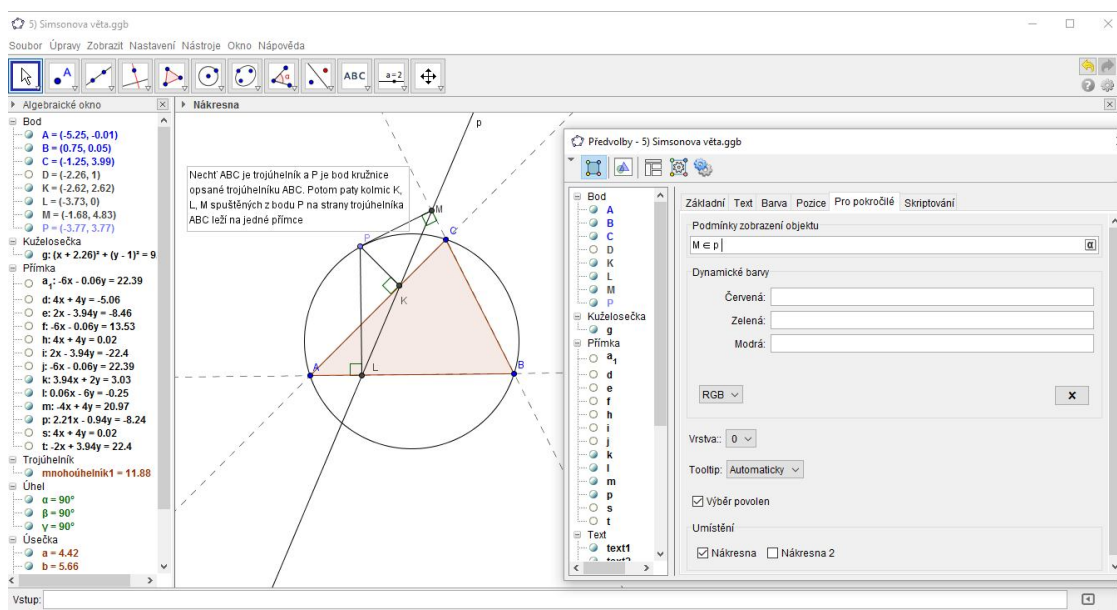 5) Simsonova věta.ggb
Soubor Úpravy Zobrazit Nastavení Nástroje Okno Nápověda
A
ABC
a=2
Algebraické okno
Nákresna
Bod
A = (-5.25, -0.01)
B = (0.75, 0.05)
C = (-1.25, 3.99)
D = (-2.26, 1)
K = (-2.62, 2.62)
L = (-3.73, 0)
M = (-1.68, 4.83)
P = (-3.77, 3.77)
Kuželosečka
g: (x + 2.26)² + (y - 1)² = 9.
Přímka
a₁: -6x - 0.06y = 22.39
d: 4x + 4y = -5.06
e: 2x - 3.94y = -8.46
f: -6x - 0.06y = 13.53
h: 4x + 4y = 0.02
i: 2x - 3.94y = -22.4
j: -6x - 0.06y = 22.39
k: 3.94x + 2y = 3.03
l: 0.06x - 6y = -0.25
m: -4x + 4y = 20.97
p: 2.21x - 0.94y = -8.24
s: 4x + 4y = 0.02
t: -2x + 3.94y = 22.4
Trojúhelník
mnohoúhelník1 = 11.88
Úhel
α = 90°
β = 90°
γ = 90°
Úsečka
a = 4.42
b = 5.66
Nechť ABC je trojúhelník a P je bod kružnice
opsané trojúhelníku ABC. Potom paty kolmic K,
L, M spuštěných z bodu P na strany trojúhelníka
ABC leží na jedné přímce
p
M
C
P
K
A
L
B
Předvolby - 5) Simsonova věta.ggb
Bod
A
B
C
D
K
L
M
P
Kuželosečka
g
Přímka
a₁
d
e
f
h
i
j
k
l
m
p
s
t
Text
text1
text2
Základní Text Barva Pozice Pro pokročilé Skriptování
Podmínky zobrazení objektu
M ∈ p
α
Dynamické barvy
Červená:
Zelená:
Modrá:
RGB
x
Vrstva:: 0
Tooltip: Automaticky
Výběr povolen
Umístění
Nákresna Nákresna 2
Vstup: